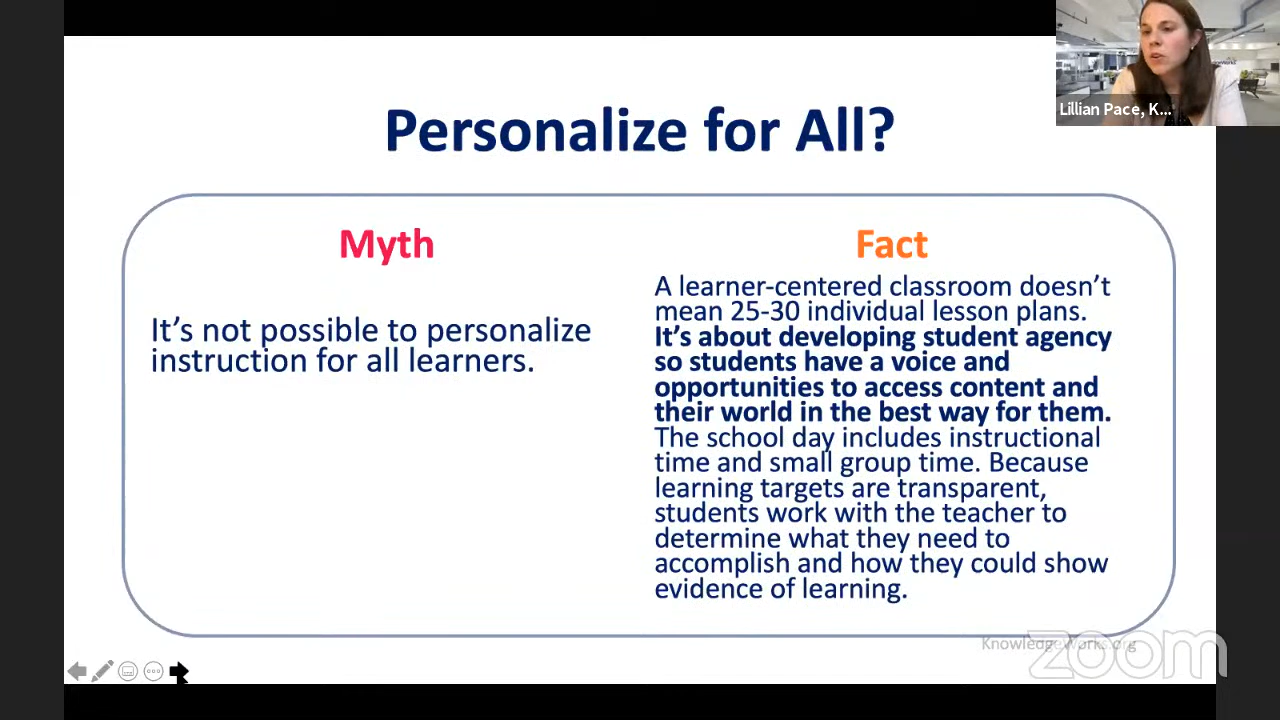 Lillian Pace, K...
Personalize for All?
Myth
It's not possible to personalize
instruction for all learners.
Fact
A learner-centered classroom doesn't
mean 25-30 individual lesson plans.
It's about developing student agency
so students have a voice and
opportunities to access content and
their world in the best way for them.
The school day includes instructional
time and small group time. Because
learning targets are transparent,
students work with the teacher to
determine what they need to
accomplish and how they could show
evidence of learning.
KnowledgeWorks.org
zoom